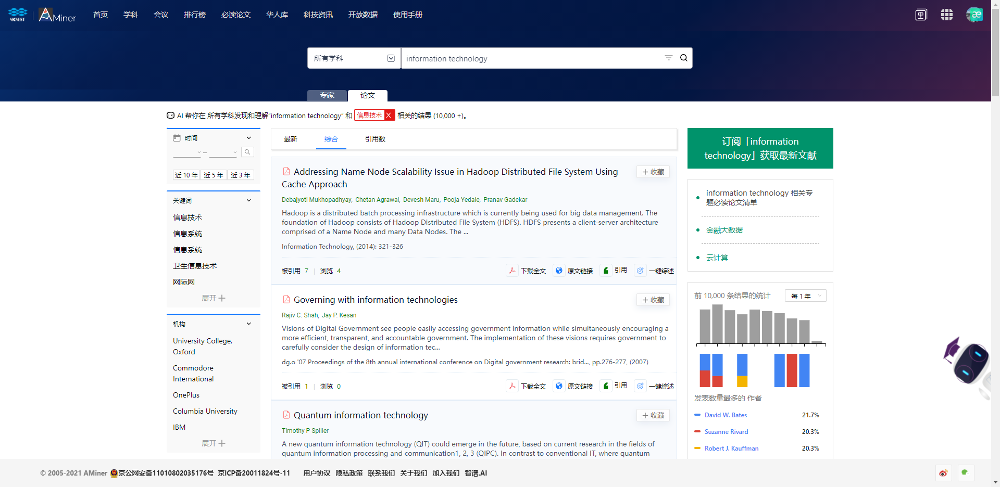 AMiner 首页 学科 会议 排行榜 必读论文 华人库 科技资讯 开放数据 使用手册
所有学科 information technology
专家 论文
AI 帮你在 所有学科发现和理解"information technology" 和 信息技术 X 相关的结果 (10,000 +)。
时间
近 10 年 近 5 年 近 3 年
关键词
信息技术
信息系统
信息系统
卫生信息技术
网际网
展开
机构
University College,
Oxford
Commodore
International
OnePlus
Columbia University
IBM
展开
最新 综合 引用数
Addressing Name Node Scalability Issue in Hadoop Distributed File System Using
Cache Approach
收藏
Debajyoti Mukhopadhyay, Chetan Agrawal, Devesh Maru, Pooja Yedale, Pranav Gadekar
Hadoop is a distributed batch processing infrastructure which is currently being used for big data management. The
foundation of Hadoop consists of Hadoop Distributed File System (HDFS). HDFS presents a client-server architecture
comprised of a Name Node and many Data Nodes. The ...
Information Technology, (2014): 321-326
被引用 7 | 浏览 4 下载全文 原文链接 引用 一键综述
Governing with information technologies
收藏
Rajiv C. Shah, Jay P. Kesan
Visions of Digital Government see people easily accessing government information while simultaneously encouraging a
more efficient, transparent, and accountable government. The implementation of these visions requires government to
carefully consider the design of information tec...
dg.o '07 Proceedings of the 8th annual international conference on Digital government research: brid..., pp.276-277, (2007)
被引用 1 | 浏览 0 下载全文 原文链接 引用 一键综述
Quantum information technology
收藏
Timothy P Spiller
A new quantum information technology (QIT) could emerge in the future, based on current research in the fields of
quantum information processing and communication1, 2, 3 (QIPC). In contrast to conventional IT, where quantum
订阅「information
technology」获取最新文献
information technology 相关专
题必读论文清单
金融大数据
云计算
前 10,000 条结果的统计 每 1 年
发表数量最多的 作者
David W. Bates 21.7%
Suzanne Rivard 20.3%
Robert J. Kauffman 20.3%
© 2005-2021 AMiner 京公网安备11010802035176号 京ICP备20011824号-11 用户协议 隐私政策 联系我们 关于我们 加入我们 智谱.AI